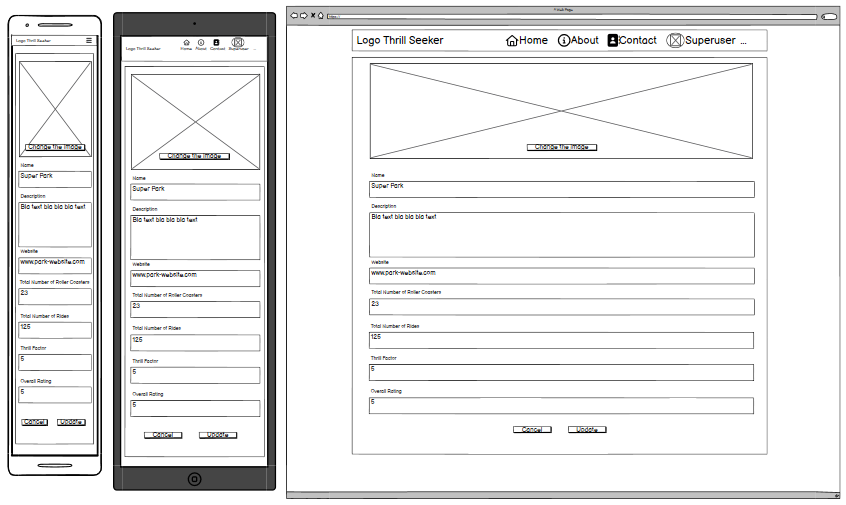 Logo Thrill Seeker
Change the image
Name
Super Park
Description
Bla text bla bla bla text
Website
www.park-website.com
Total Number of Roller Coasters
23
Total Number of Rides
125
Thrill Factor
5
Overall Rating
5
Cancel Update
Logo Thrill Seeker Home About Contact Superuser ...
Change the image
Name
Super Park
Description
Bla text bla bla bla text
Website
www.park-website.com
Total Number of Roller Coasters
23
Total Number of Rides
125
Thrill Factor
5
Overall Rating
5
Cancel Update
A Web Page
https://
Logo Thrill Seeker Home About Contact Superuser ...
Change the image
Name
Super Park
Description
Bla text bla bla bla text
Website
www.park-website.com
Total Number of Roller Coasters
23
Total Number of Rides
125
Thrill Factor
5
Overall Rating
5
Cancel Update